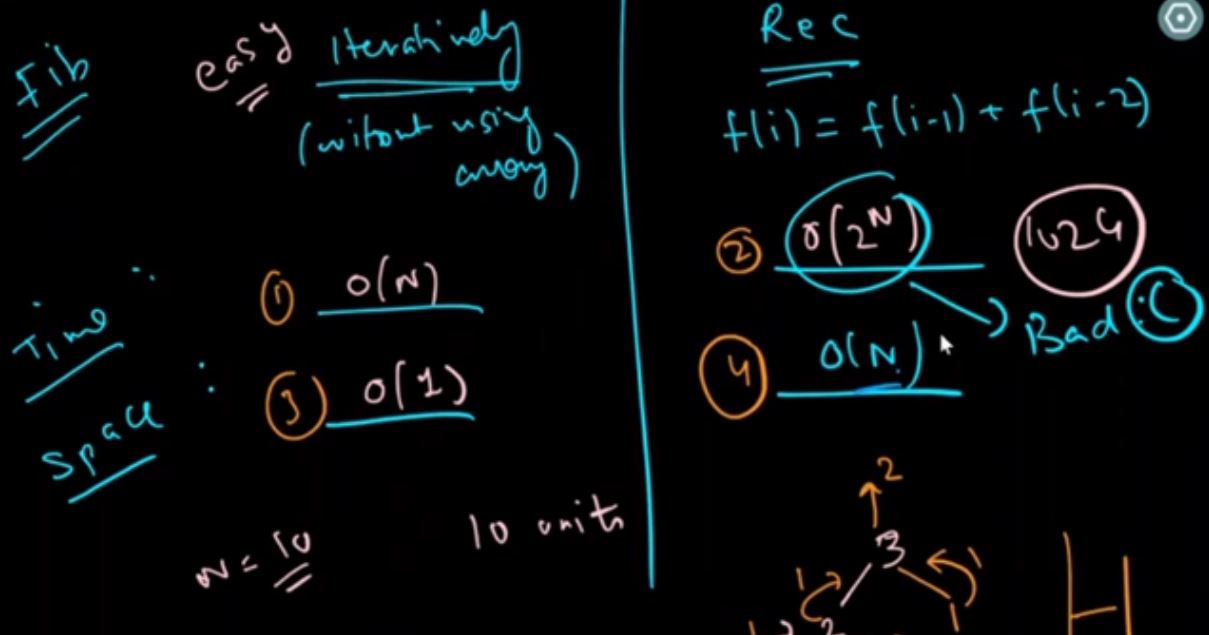 Fib
easy Iteratively
(without using
array)
Time :
① O(N)
Space :
③ O(1)
N = 10
10 units
Rec
f(i) = f(i-1) + f(i-2)
② O(2^N) 1024
Bad :(
④ O(N)
2
3
1 1
2 1